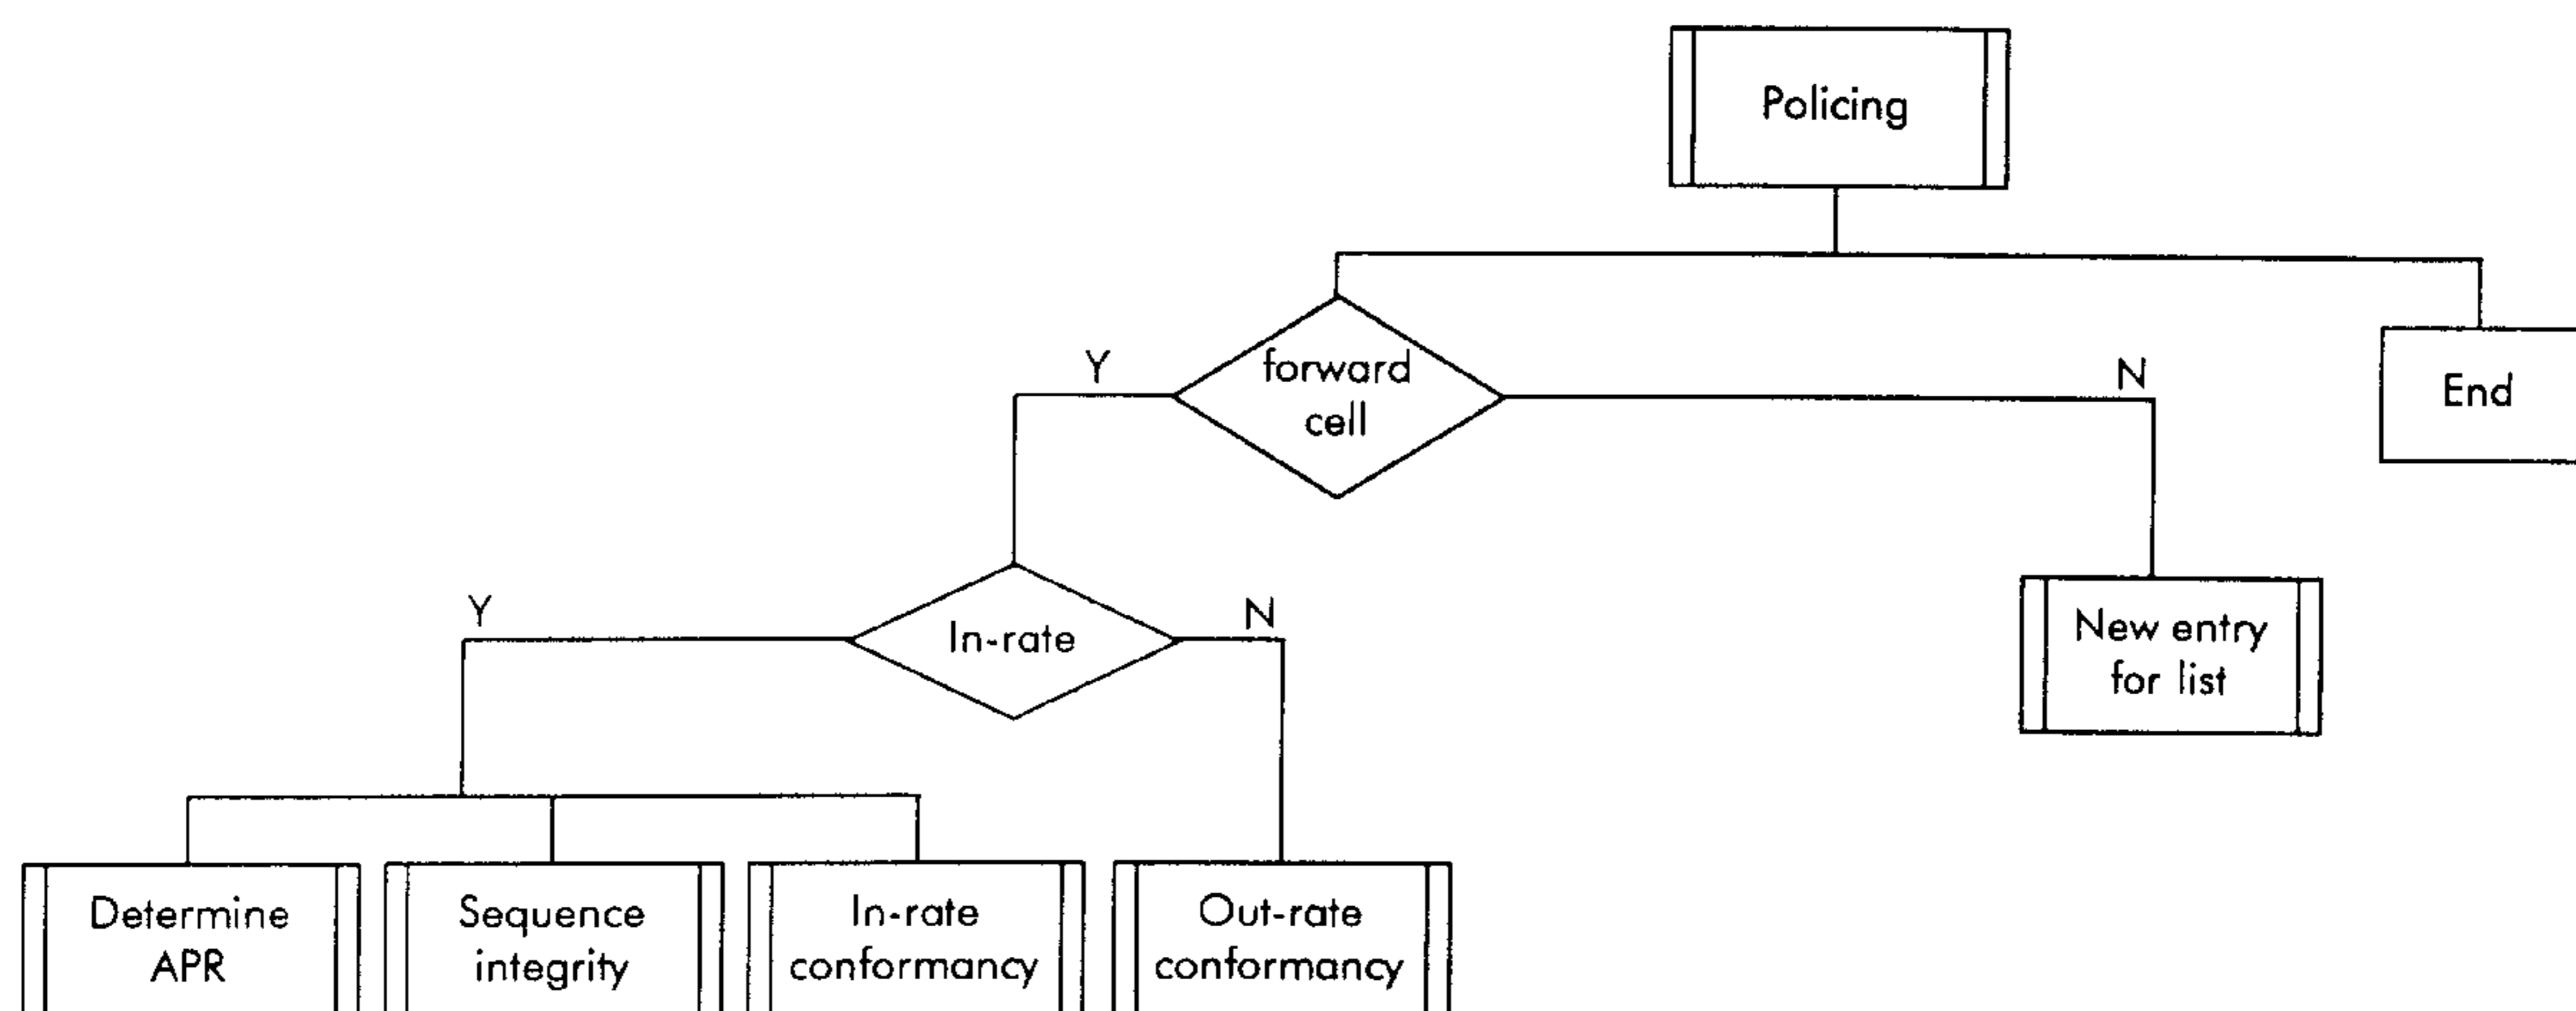 Policing
Y
forward
cell
N
End
Y
In-rate
N
New entry
for list
Determine
APR
Sequence
integrity
In-rate
conformancy
Out-rate
conformancy